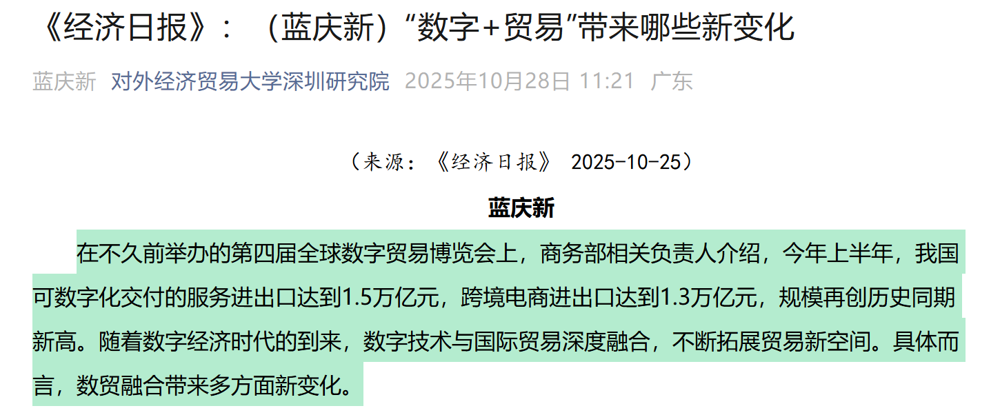 《经济日报》：（蓝庆新）“数字+贸易”带来哪些新变化
蓝庆新 对外经济贸易大学深圳研究院 2025年10月28日 11:21 广东
（来源：《经济日报》 2025-10-25）
蓝庆新
在不久前举办的第四届全球数字贸易博览会上，商务部相关负责人介绍，今年上半年，我国
可数字化交付的服务进出口达到1.5万亿元，跨境电商进出口达到1.3万亿元，规模再创历史同期
新高。随着数字经济时代的到来，数字技术与国际贸易深度融合，不断拓展贸易新空间。具体而
言，数贸融合带来多方面新变化。